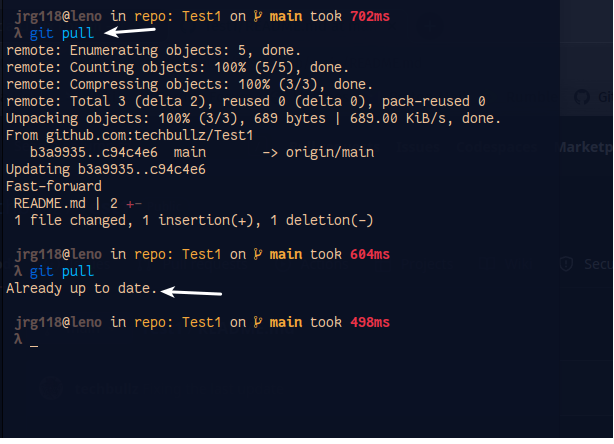 jrg118@leno in repo: Test1 on main took 702ms
λ git pull
remote: Enumerating objects: 5, done.
remote: Counting objects: 100% (5/5), done.
remote: Compressing objects: 100% (3/3), done.
remote: Total 3 (delta 2), reused 0 (delta 0), pack-reused 0
Unpacking objects: 100% (3/3), 689 bytes | 689.00 KiB/s, done.
From github.com:techbullz/Test1
b3a9935..c94c4e6 main -> origin/main
Updating b3a9935..c94c4e6
Fast-forward
README.md | 2 +-
1 file changed, 1 insertion(+), 1 deletion(-)
jrg118@leno in repo: Test1 on main took 604ms
λ git pull
Already up to date.
jrg118@leno in repo: Test1 on main took 498ms
λ _
Gi
Marketp
Secu